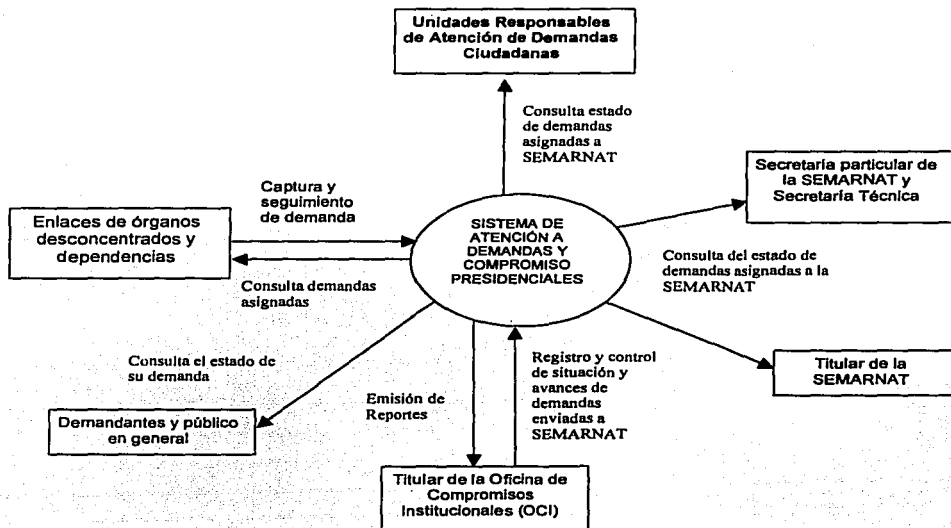 Unidades Responsables
de Atención de Demandas
Ciudadanas
Consulta estado
de demandas
asignadas a
SEMARNAT
Secretaría particular de
la SEMARNAT y
Secretaría Técnica
Captura y
seguimiento
de demanda
Enlaces de órganos
desconcentrados y
dependencias
SISTEMA DE
ATENCIÓN A
DEMANDAS Y
COMPROMISO
PRESIDENCIALES
Consulta del estado de
demandas asignadas a la
SEMARNAT
Consulta demandas
asignadas
Consulta el estado de
su demanda
Emisión de
Reportes
Registro y control
de situación y
avances de
demandas
enviadas a
SEMARNAT
Titular de la
SEMARNAT
Demandantes y público
en general
Titular de la Oficina de
Compromisos
Institucionales (OCI)